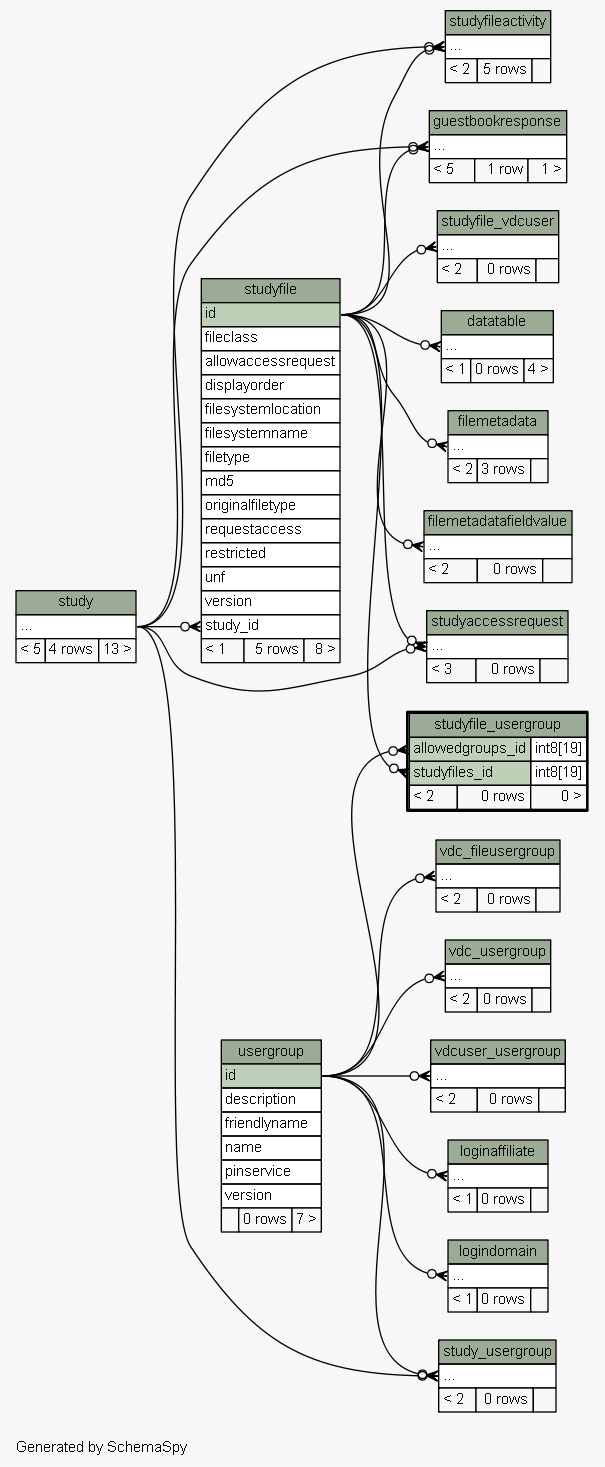 studyfileactivity
...
< 2 5 rows
guestbookresponse
...
< 5 1 row 1 >
studyfile_vdcuser
...
< 2 0 rows
datatable
...
< 1 0 rows 4 >
filemetadata
...
< 2 3 rows
filemetadatafieldvalue
...
< 2 0 rows
studyaccessrequest
...
< 3 0 rows
studyfile
id
fileclass
allowaccessrequest
displayorder
filesystemlocation
filesystemname
filetype
md5
originalfiletype
requestaccess
restricted
unf
version
study_id
< 1 5 rows 8 >
study
...
< 5 4 rows 13 >
studyfile_usergroup
allowedgroups_id int8[19]
studyfiles_id int8[19]
< 2 0 rows 0 >
vdc_fileusergroup
...
< 2 0 rows
vdc_usergroup
...
< 2 0 rows
usergroup
id
description
friendlyname
name
pinservice
version
0 rows 7 >
vdcuser_usergroup
...
< 2 0 rows
loginaffiliate
...
< 1 0 rows
logindomain
...
< 1 0 rows
study_usergroup
...
< 2 0 rows
Generated by SchemaSpy